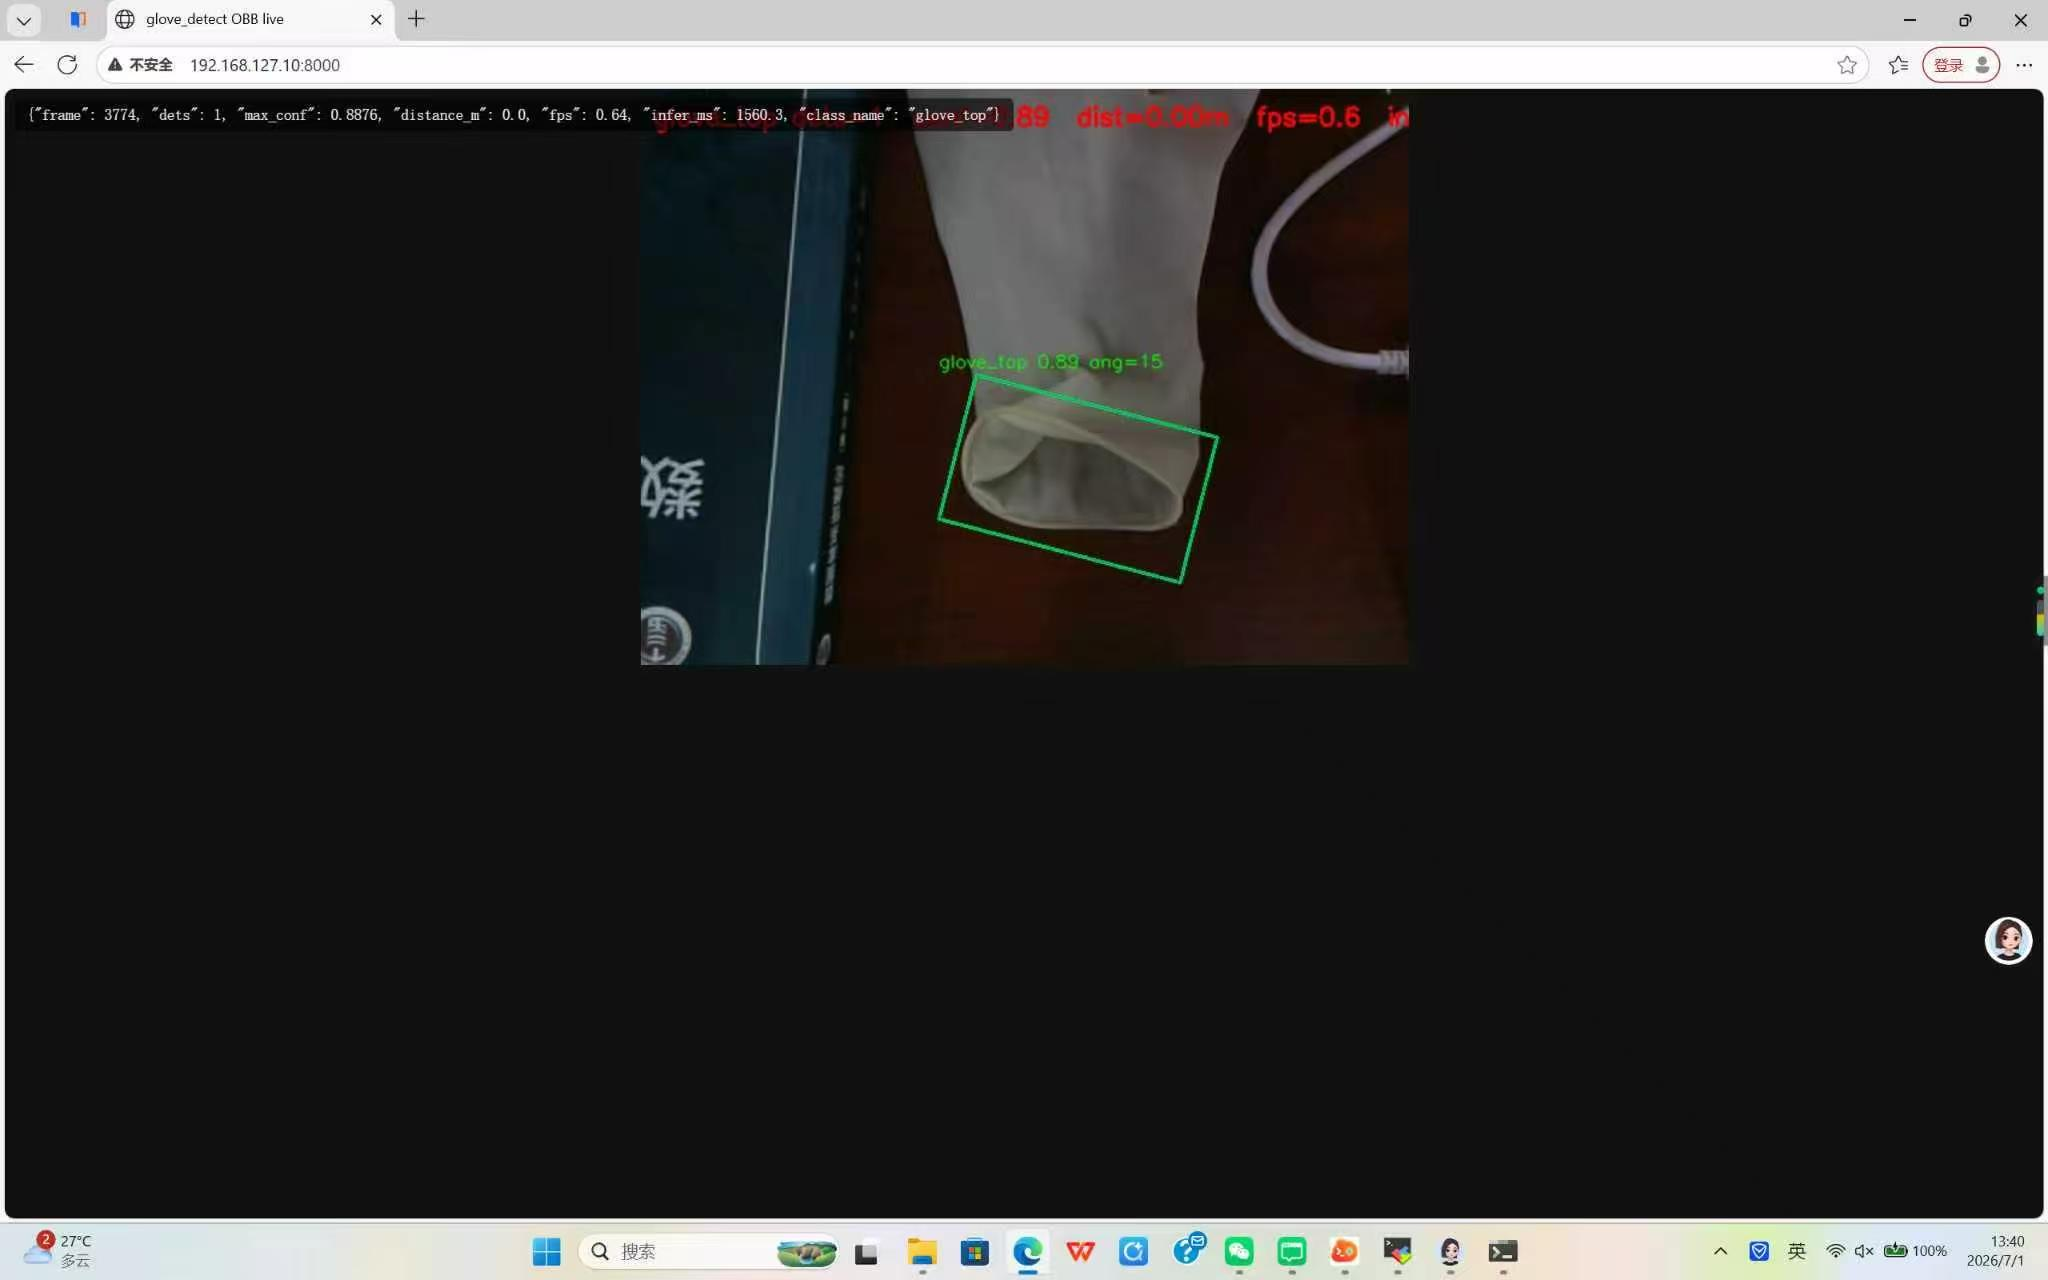 glove_detect OBB live
不安全 192.168.127.10:8000
登录
{"frame": 3774, "dets": 1, "max_conf": 0.8876, "distance_m": 0.0, "fps": 0.64, "infer_ms": 1560.3, "class_name": "glove_top"}
89 dist=0.00m fps=0.6 in
glove_top 0.89 ang=15
2
27°C
多云
搜索
英
100%
13:40
2026/7/1